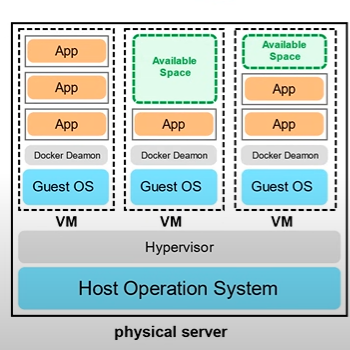 App
App
App
Docker Deamon
Guest OS
VM
Available
Space
App
Docker Deamon
Guest OS
VM
Available
Space
App
App
Docker Deamon
Guest OS
VM
Hypervisor
Host Operation System
physical server